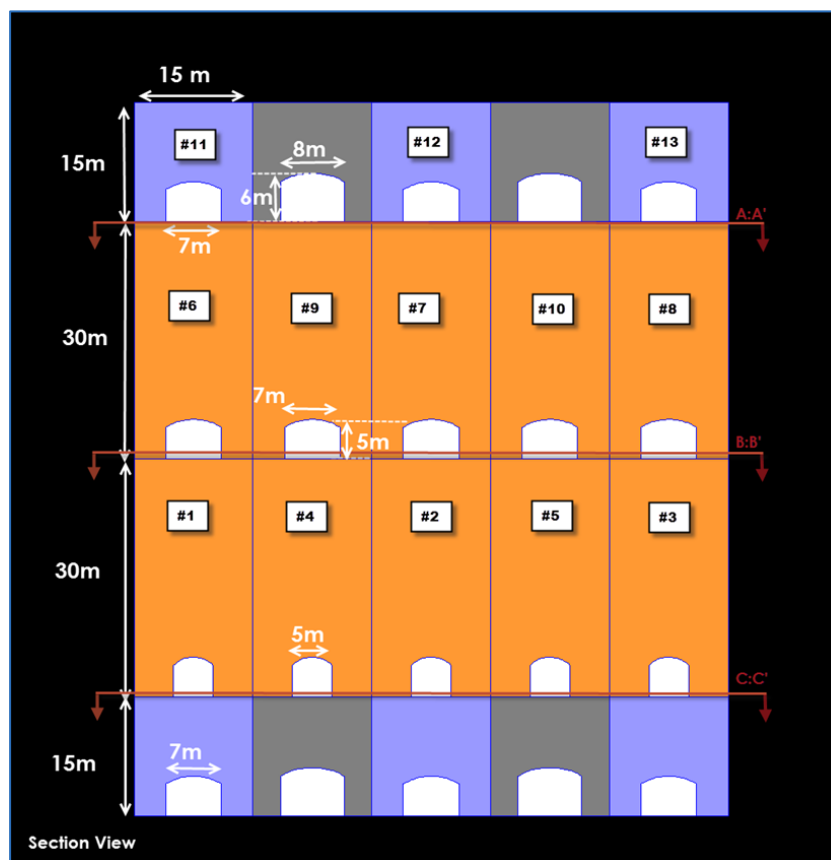 15 m
15m
#11
8m
#12
#13
6m
A:A'
7m
#6
#9
#7
#10
#8
30m
7m
5m
B:B'
#1
#4
#2
#5
#3
30m
5m
C:C'
7m
15m
Section View